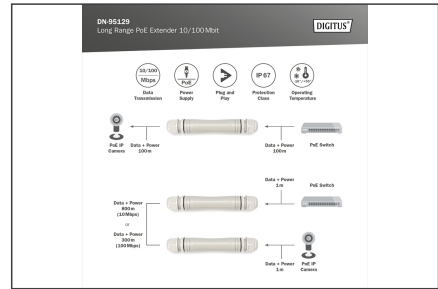 DN-95129
Long Range PoE Extender 10/100 Mbit
DIGITUS®
10/100
Mbps
PoE
IP 67
Data
Transmission
Power
Supply
Plug and
Play
Protection
Class
Operating
Temperature
PoE IP
Camera
Data + Power
100m
Data + Power
100m
PoE Switch
Data + Power
1m
PoE Switch
Data + Power
800m
(10Mbps)
or
Data + Power
300m
(100Mbps)
Data + Power
1m
PoE IP
Camera